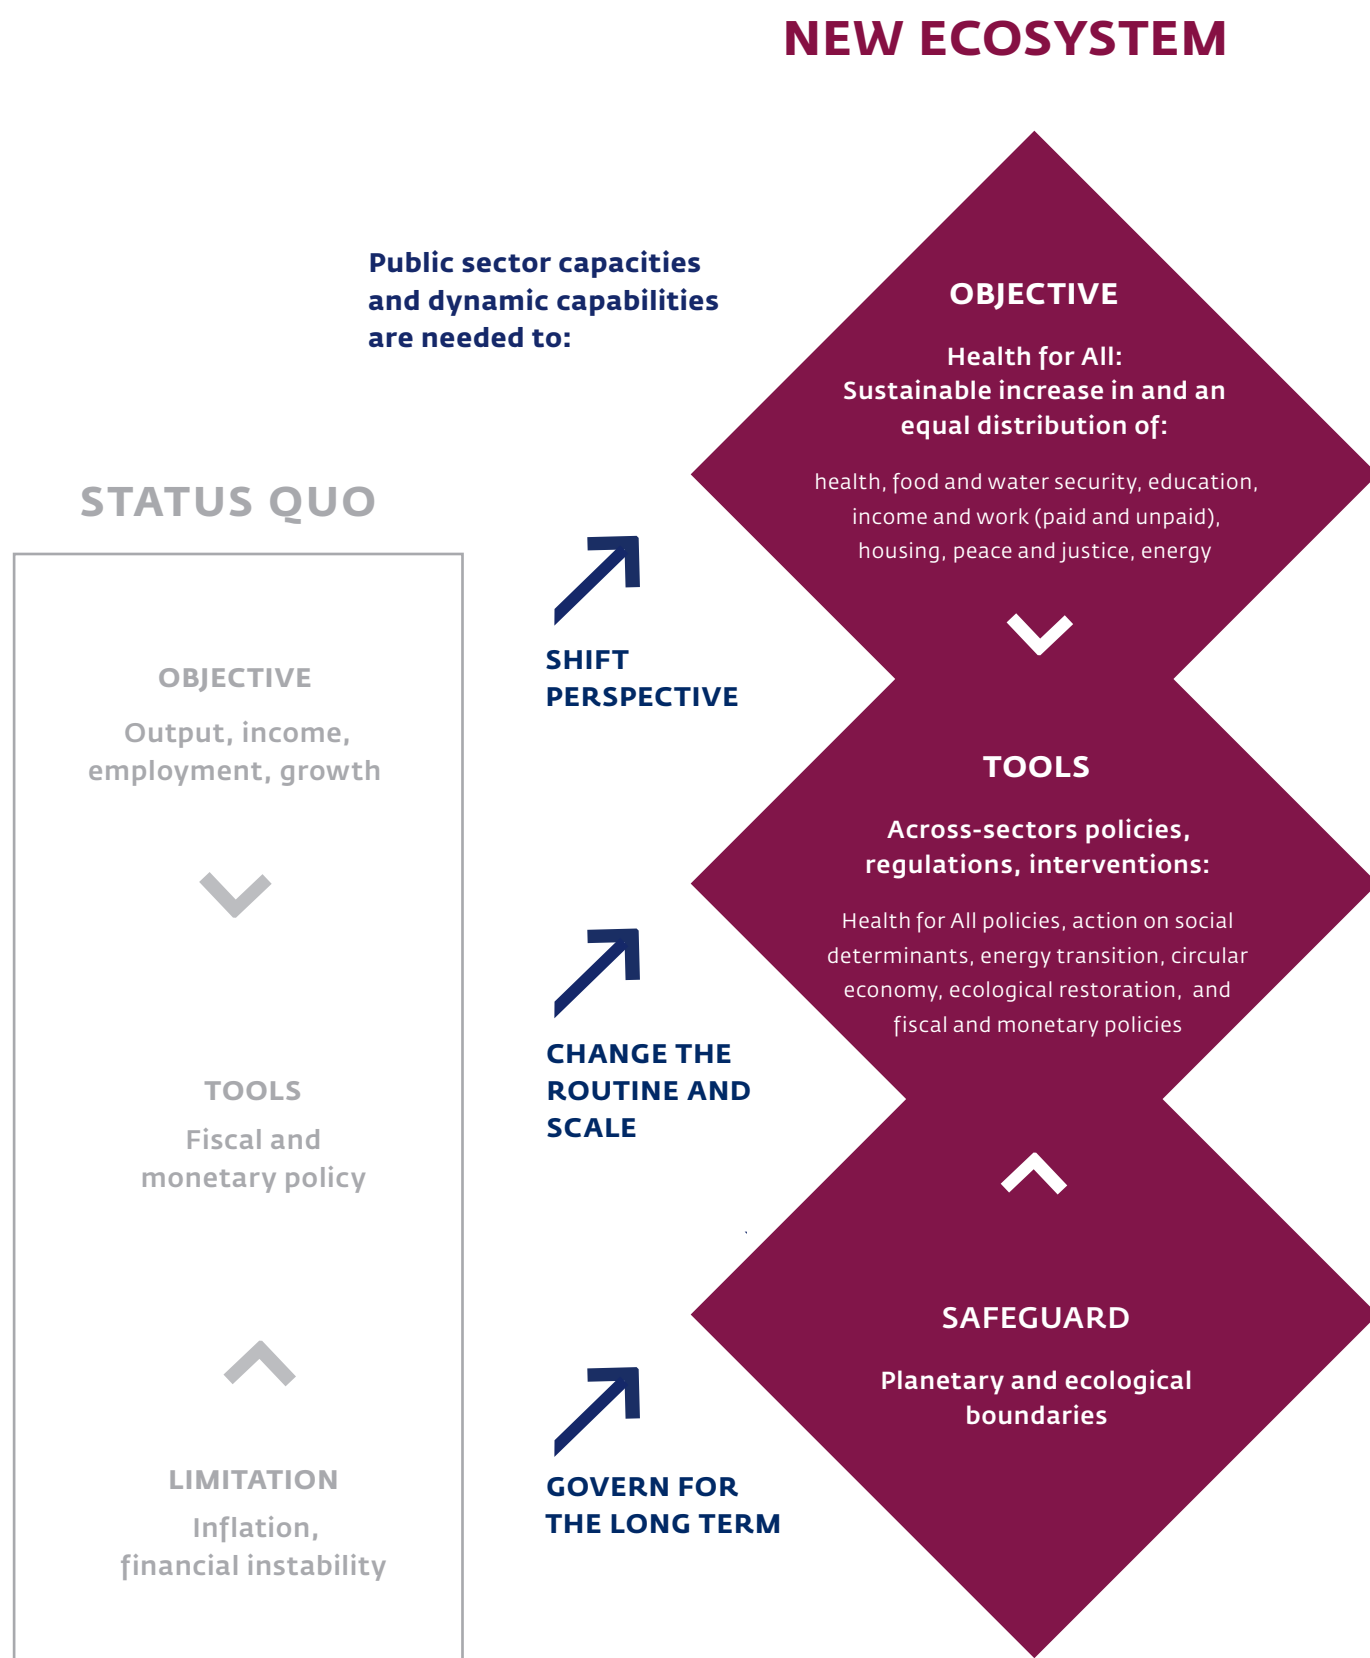 NEW ECOSYSTEM
Public sector capacities
and dynamic capabilities
are needed to:
STATUS QUO
OBJECTIVE
Output, income,
employment, growth
TOOLS
Fiscal and
monetary policy
LIMITATION
Inflation,
financial instability
SHIFT
PERSPECTIVE
CHANGE THE
ROUTINE AND
SCALE
GOVERN FOR
THE LONG TERM
OBJECTIVE
Health for All:
Sustainable increase in and an
equal distribution of:
health, food and water security, education,
income and work (paid and unpaid),
housing, peace and justice, energy
TOOLS
Across-sectors policies,
regulations, interventions:
Health for All policies, action on social
determinants, energy transition, circular
economy, ecological restoration, and
fiscal and monetary policies
SAFEGUARD
Planetary and ecological
boundaries